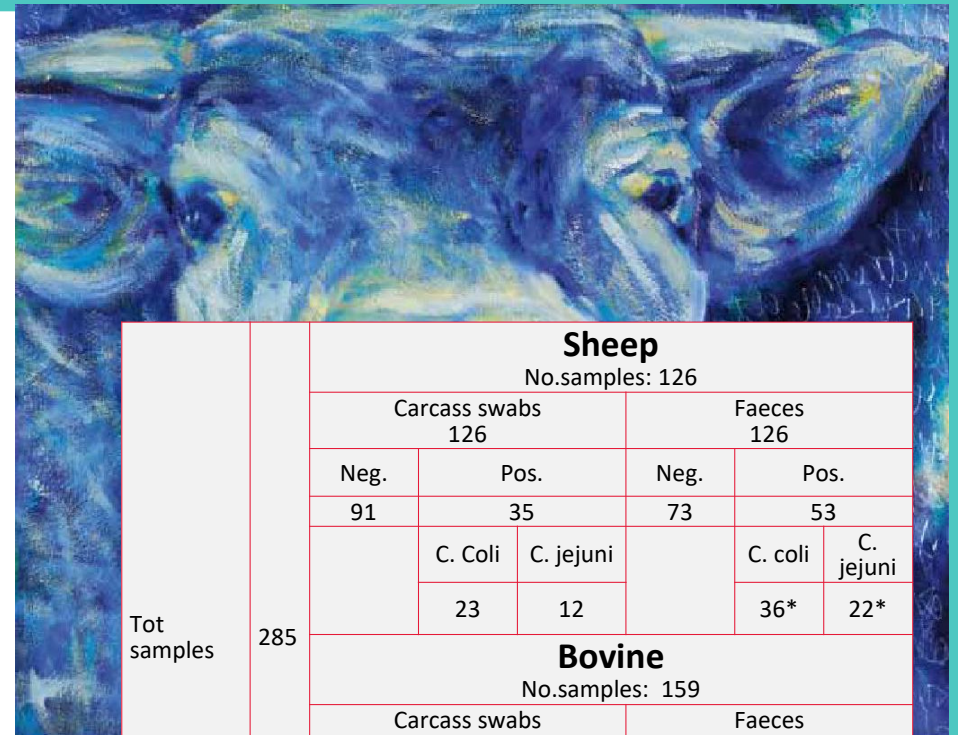 Sheep
No.samples: 126
Carcass swabs
126
Faeces
126
Neg.
Pos.
Neg.
Pos.
91
35
73
53
C. Coli
C. jejuni
C. coli
C.
jejuni
23
12
36*
22*
Tot
samples
285
Bovine
No.samples: 159
Carcass swabs
Faeces